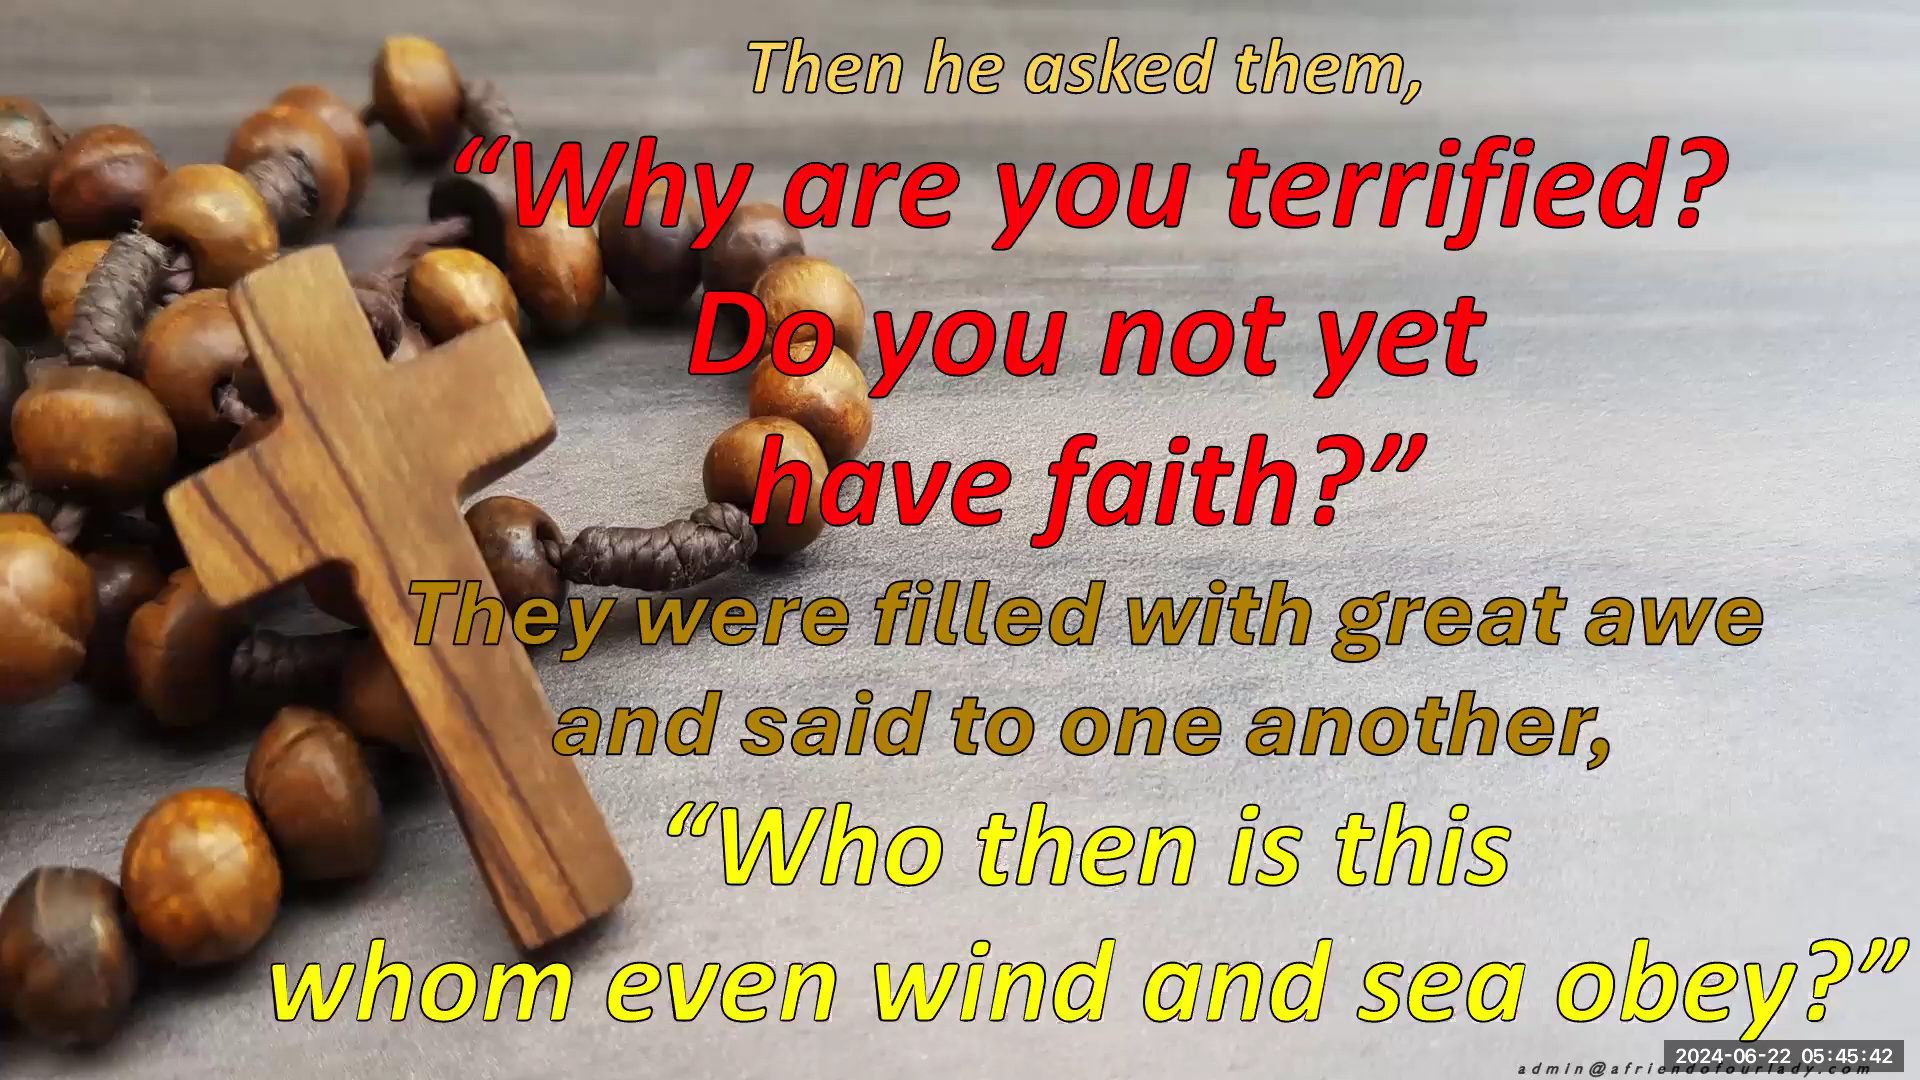 Then he asked them,
“Why are you terrified?
Do you not yet
have faith?”
They were filled with great awe
and said to one another,
“Who then is this
whom even wind and sea obey?”
2024-06-22 05:45:42
admin@afriendofourlady.com